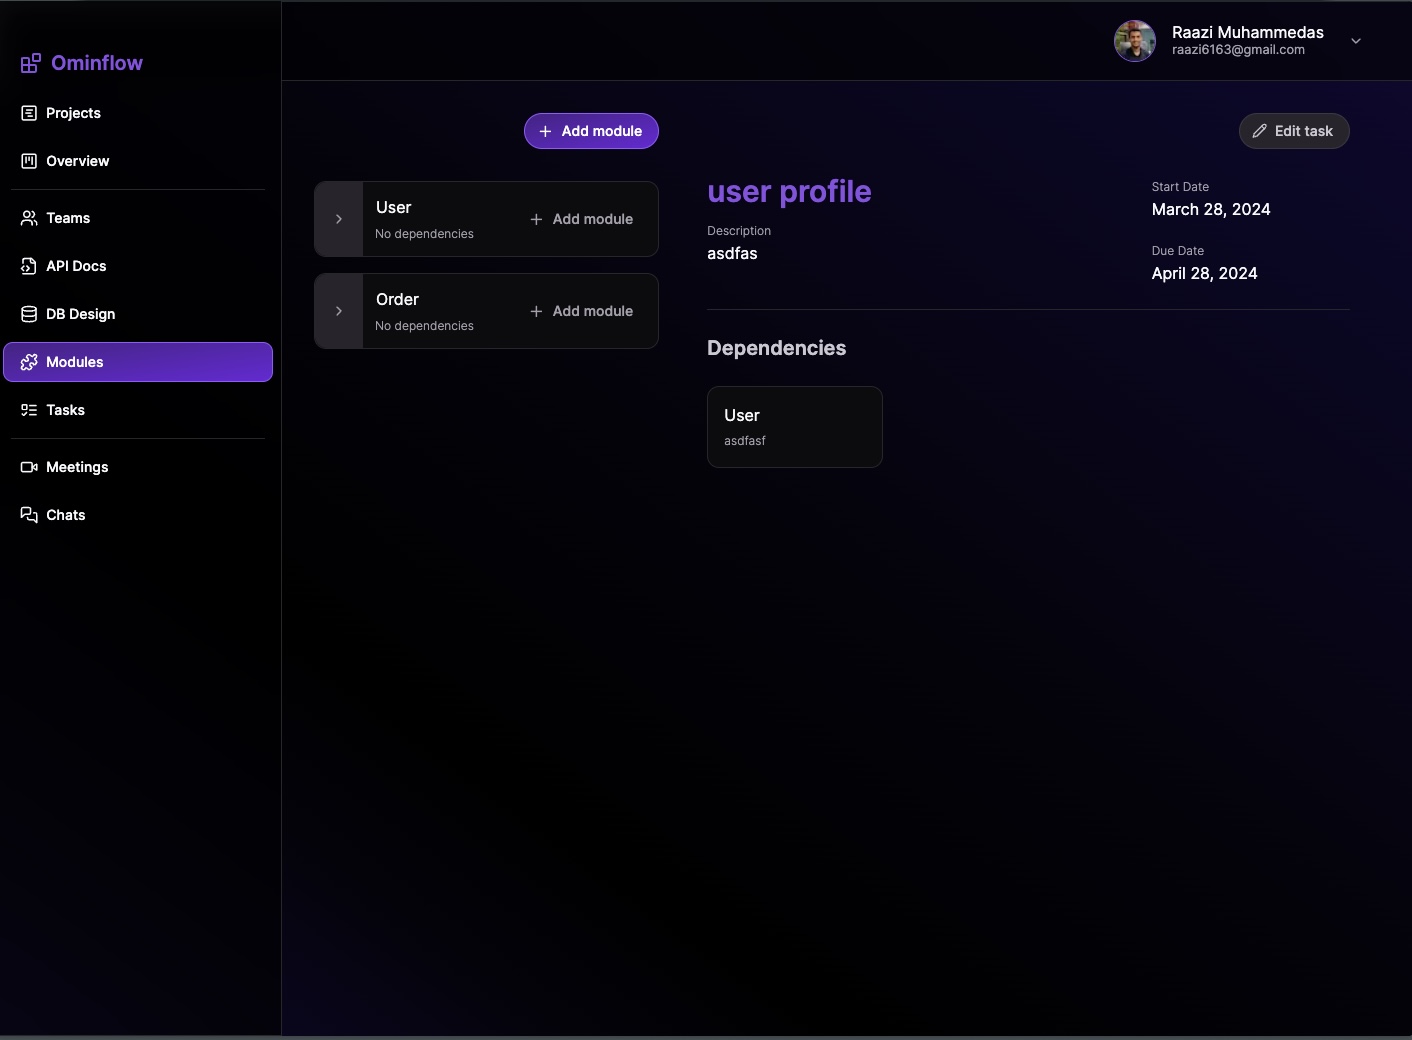 Ominflow
Projects
Overview
Teams
API Docs
DB Design
Modules
Tasks
Meetings
Chats
Raazi Muhammedas
raazi6163@gmail.com
Add module
User
No dependencies
Add module
Order
No dependencies
Add module
Edit task
user profile
Description
asdfas
Start Date
March 28, 2024
Due Date
April 28, 2024
Dependencies
User
asdfasf